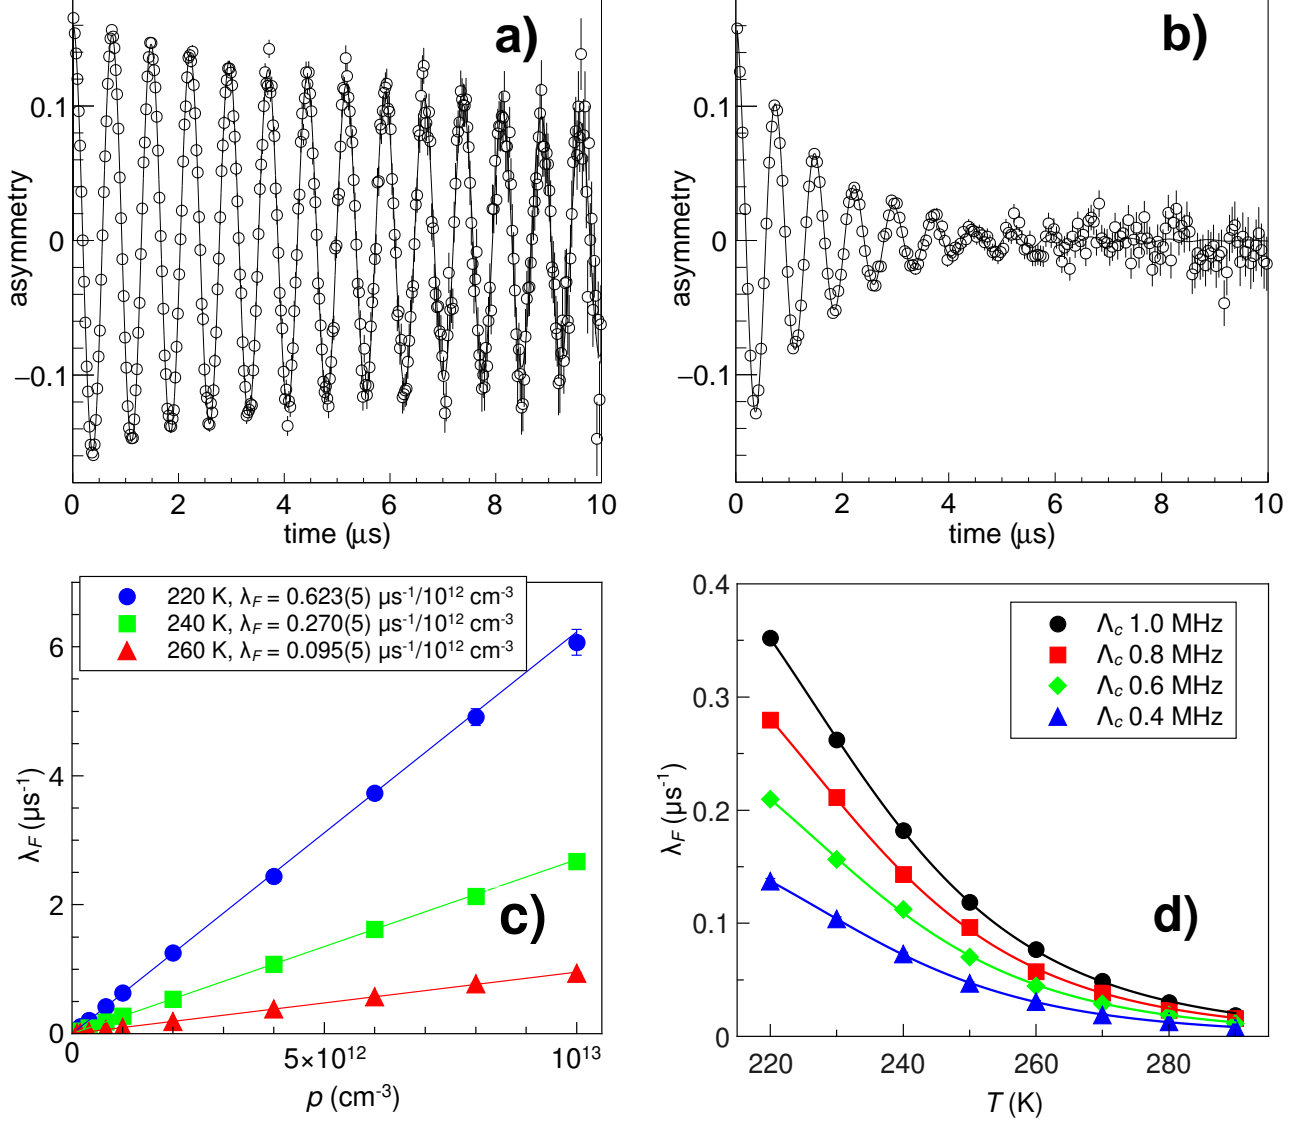 a)
0.1
0
−0.1
asymmetry
0 2 4 6 8 10
time (μs)
b)
0.1
0
−0.1
asymmetry
0 2 4 6 8 10
time (μs)
220 K, λF = 0.623(5) μs-1/10¹² cm-3
240 K, λF = 0.270(5) μs-1/10¹² cm-3
260 K, λF = 0.095(5) μs-1/10¹² cm-3
6
4
2
0
λF (μs-1)
c)
0 5×10¹² 10¹³
p (cm-3)
0.4
0.3
0.2
0.1
0
λF (μs-1)
Λc 1.0 MHz
Λc 0.8 MHz
Λc 0.6 MHz
Λc 0.4 MHz
d)
220 240 260 280
T (K)